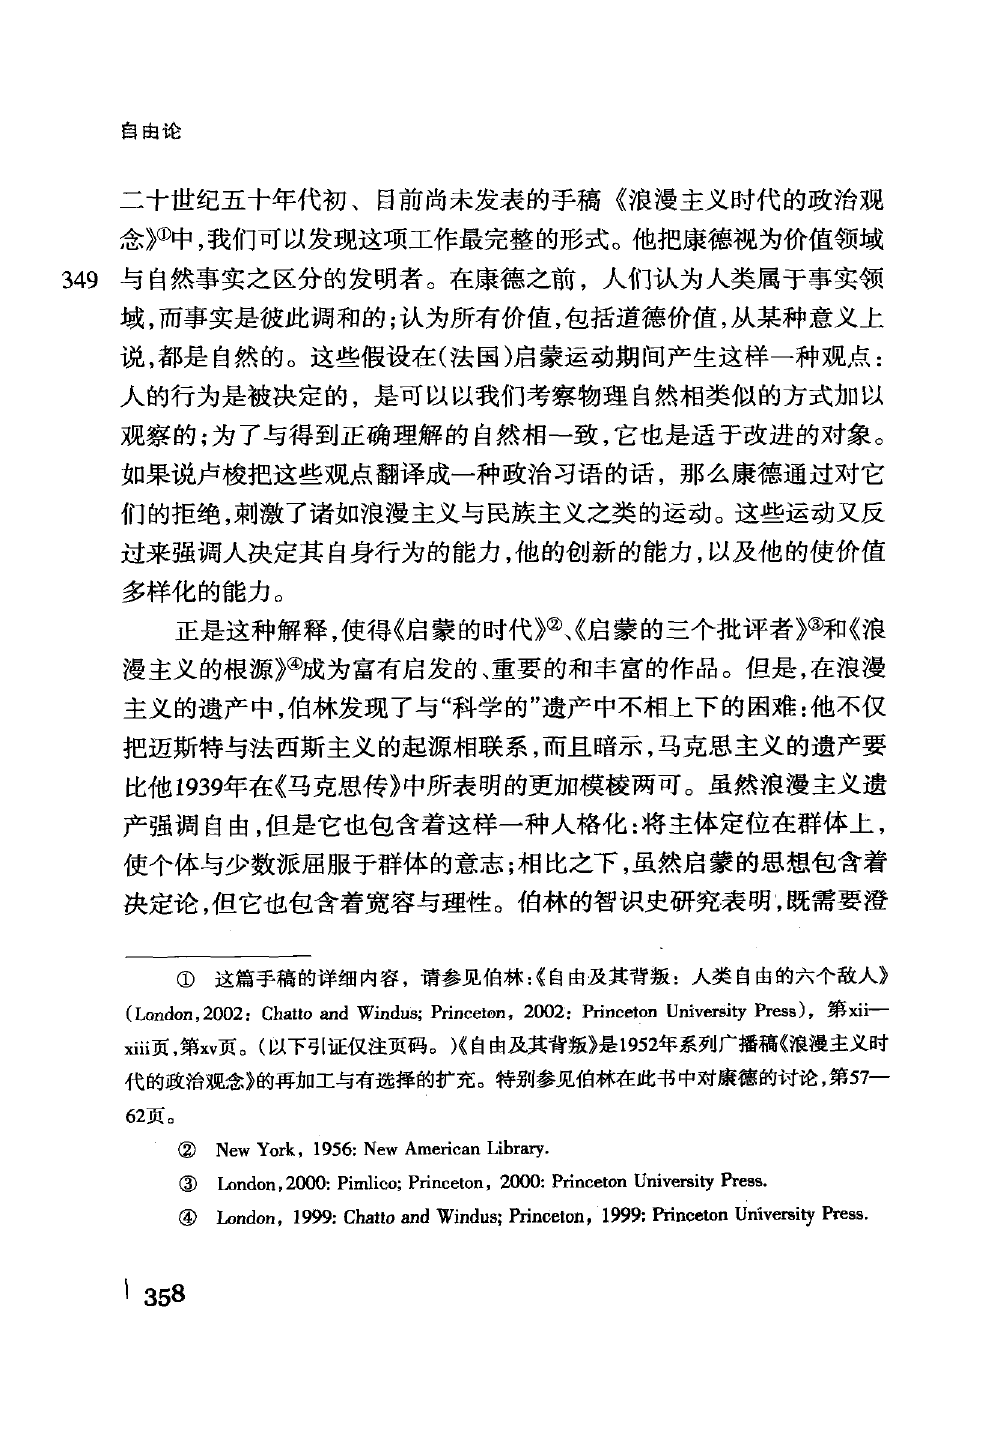 自由论
二十世纪五十年代初、目前尚未发表的手稿《浪漫主义时代的政治观
念》①中,我们可以发现这项工作最完整的形式。他把康德视为价值领域
349 与自然事实之区分的发明者。在康德之前，人们认为人类属于事实领
域,而事实是彼此调和的;认为所有价值,包括道德价值,从某种意义上
说,都是自然的。这些假设在(法国)启蒙运动期间产生这样一种观点:
人的行为是被决定的，是可以以我们考察物理自然相类似的方式加以
观察的;为了与得到正确理解的自然相一致,它也是适于改进的对象。
如果说卢梭把这些观点翻译成一种政治习语的话，那么康德通过对它
们的拒绝,刺激了诸如浪漫主义与民族主义之类的运动。这些运动又反
过来强调人决定其自身行为的能力,他的创新的能力,以及他的使价值
多样化的能力。
正是这种解释,使得《启蒙的时代》②、《启蒙的三个批评者》③和《浪
漫主义的根源》④成为富有启发的、重要的和丰富的作品。但是,在浪漫
主义的遗产中,伯林发现了与“科学的”遗产中不相上下的困难:他不仅
把迈斯特与法西斯主义的起源相联系,而且暗示,马克思主义的遗产要
比他1939年在《马克思传》中所表明的更加模棱两可。虽然浪漫主义遗
产强调自由,但是它也包含着这样一种人格化:将主体定位在群体上,
使个体与少数派屈服于群体的意志;相比之下,虽然启蒙的思想包含着
决定论,但它也包含着宽容与理性。伯林的智识史研究表明,既需要澄
① 这篇手稿的详细内容，请参见伯林:《自由及其背叛：人类自由的六个敌人》
(London,2002: Chatto and Windus; Princeton, 2002: Princeton University Press)，第xii—
xiii页,第xv页。(以下引证仅注页码。)《自由及其背叛》是1952年系列广播稿《浪漫主义时
代的政治观念》的再加工与有选择的扩充。特别参见伯林在此书中对康德的讨论,第57—
62页。
② New York, 1956: New American Library.
③ London,2000: Pimlico; Princeton, 2000: Princeton University Press.
④ London, 1999: Chatto and Windus; Princeton, 1999: Princeton University Press.
358